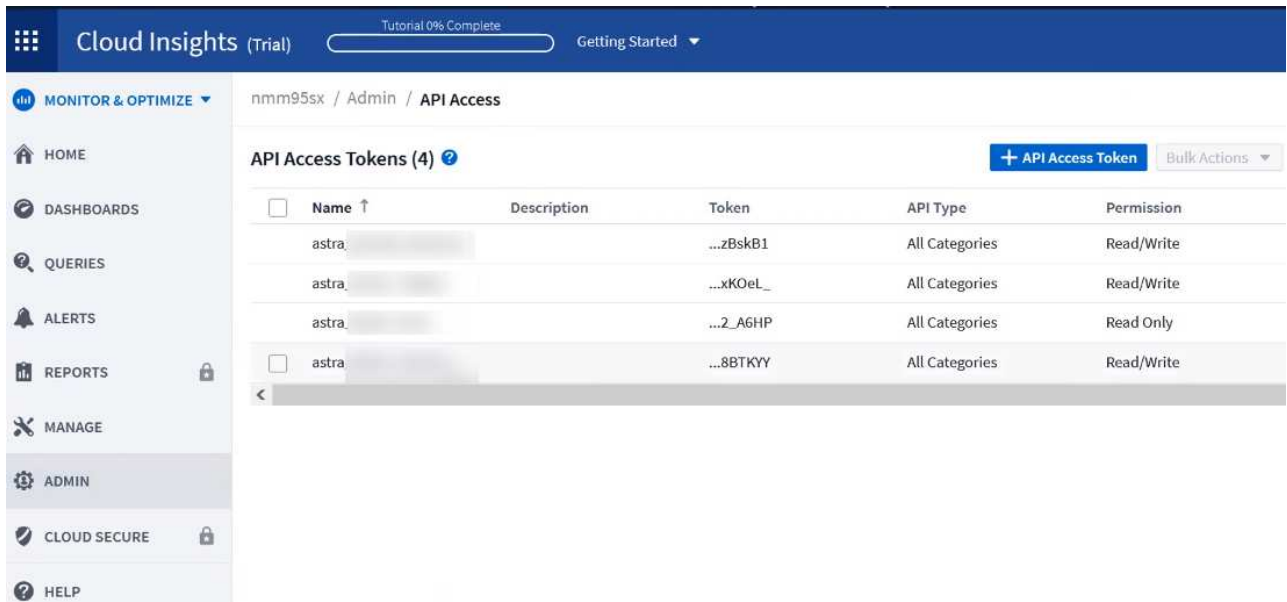 Cloud Insights (Trial)
Tutorial 0% Complete
Getting Started
MONITOR & OPTIMIZE
HOME
DASHBOARDS
QUERIES
ALERTS
REPORTS
MANAGE
ADMIN
CLOUD SECURE
HELP
nmm95sx / Admin / API Access
API Access Tokens (4) ?
+ API Access Token
Bulk Actions
Name ↑ Description Token API Type Permission
astra_ ...zBskB1 All Categories Read/Write
astra_ ...xKOeL_ All Categories Read/Write
astra_ ...2_A6HP All Categories Read Only
astra ...8BTKYY All Categories Read/Write